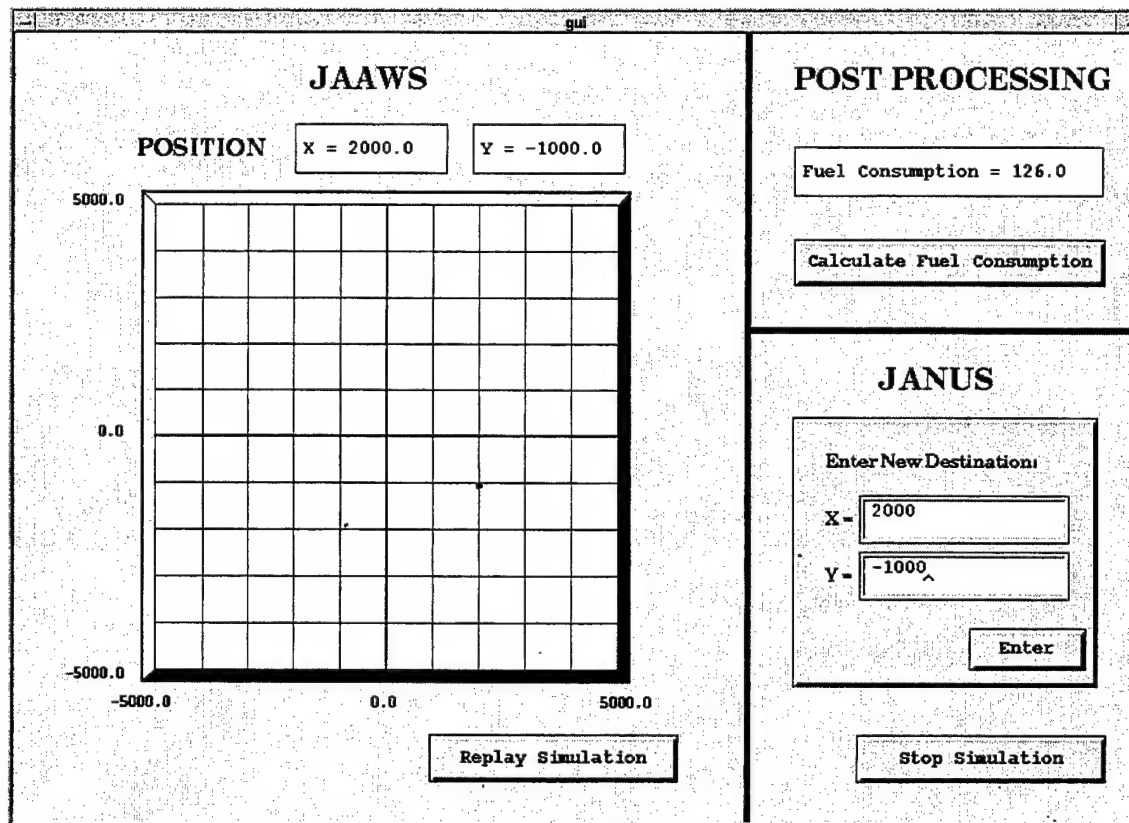 gui
JAAWS
POSITION
X = 2000.0
Y = -1000.0
5000.0
0.0
-5000.0
-5000.0
0.0
5000.0
Replay Simulation
POST PROCESSING
Fuel Consumption = 126.0
Calculate Fuel Consumption
JANUS
Enter New Destination:
X = 2000
Y = -1000^
Enter
Stop Simulation